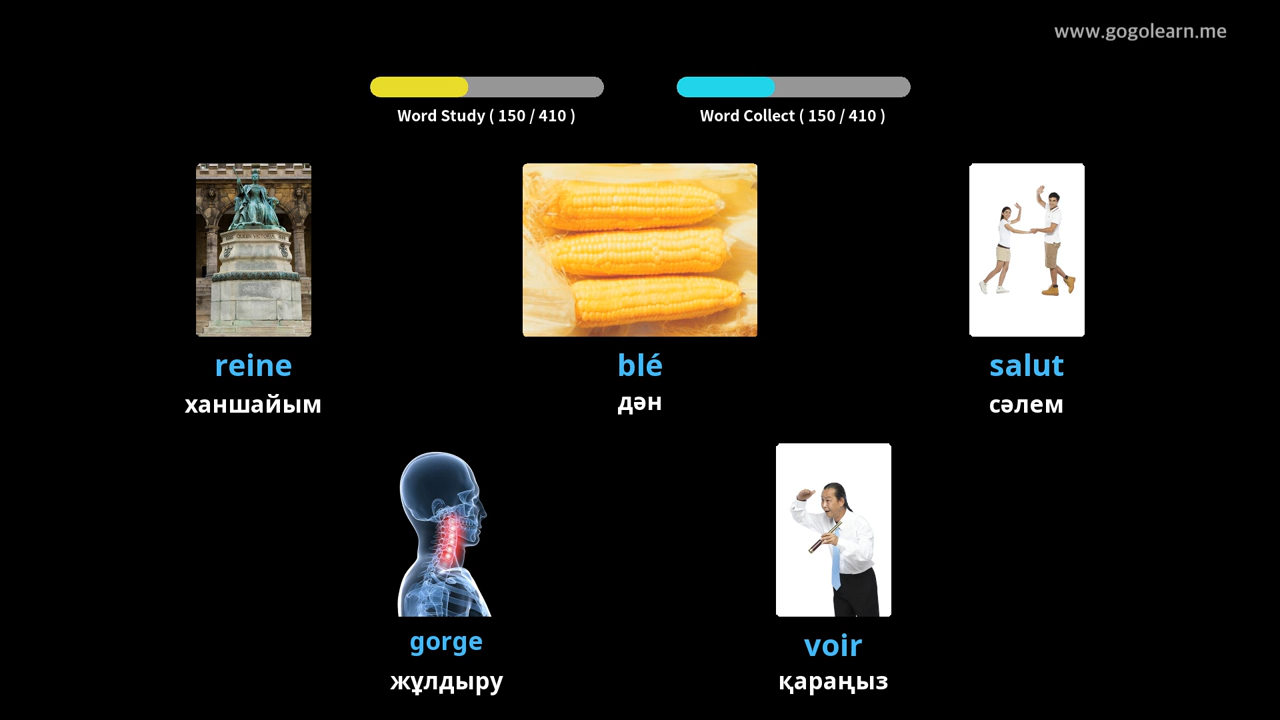 www.gogolearn.me
Word Study ( 150 / 410 )
Word Collect ( 150 / 410 )
reine
ханшайым
blé
дән
salut
сәлем
gorge
жұлдыру
voir
қараңыз